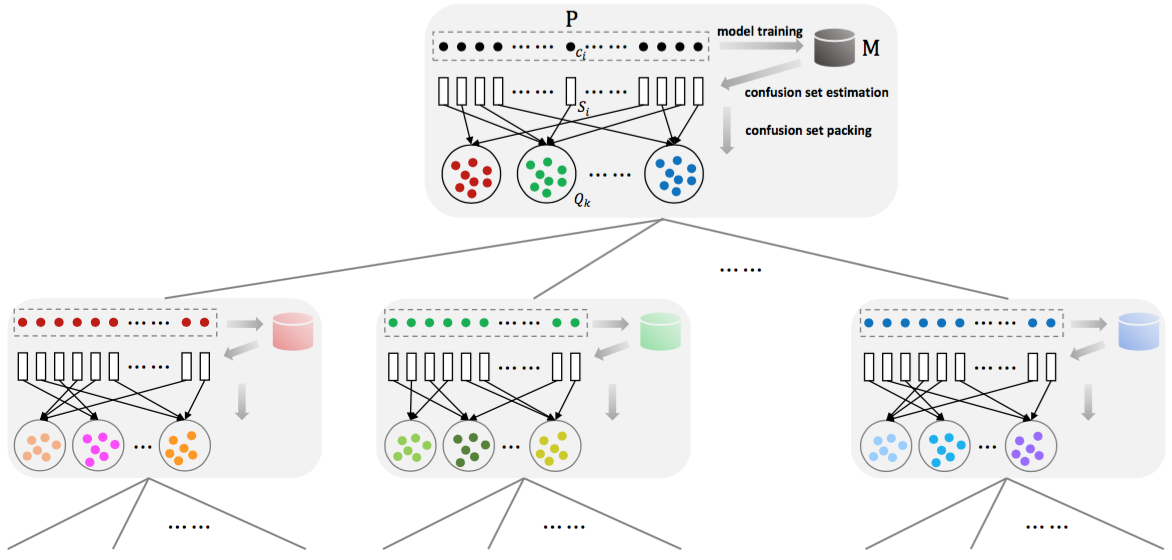 P
model training
M
…… c_i ……
confusion set estimation
…… S_i ……
confusion set packing
……
Q_k
……
……
……
……
……
……
……
…
…
…
……
……
……